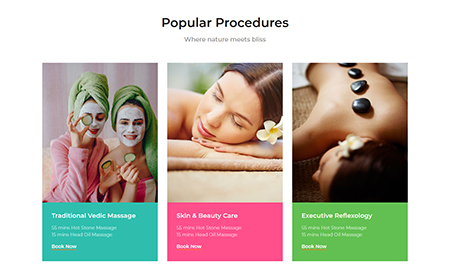 Popular Procedures
Where nature meets bliss
Traditional Vedic Massage
55 mins Hot Stone Massage
15 mins Head Oil Massage
Book Now
Skin & Beauty Care
55 mins Hot Stone Massage
15 mins Head Oil Massage
Book Now
Executive Reflexology
55 mins Hot Stone Massage
15 mins Head Oil Massage
Book Now